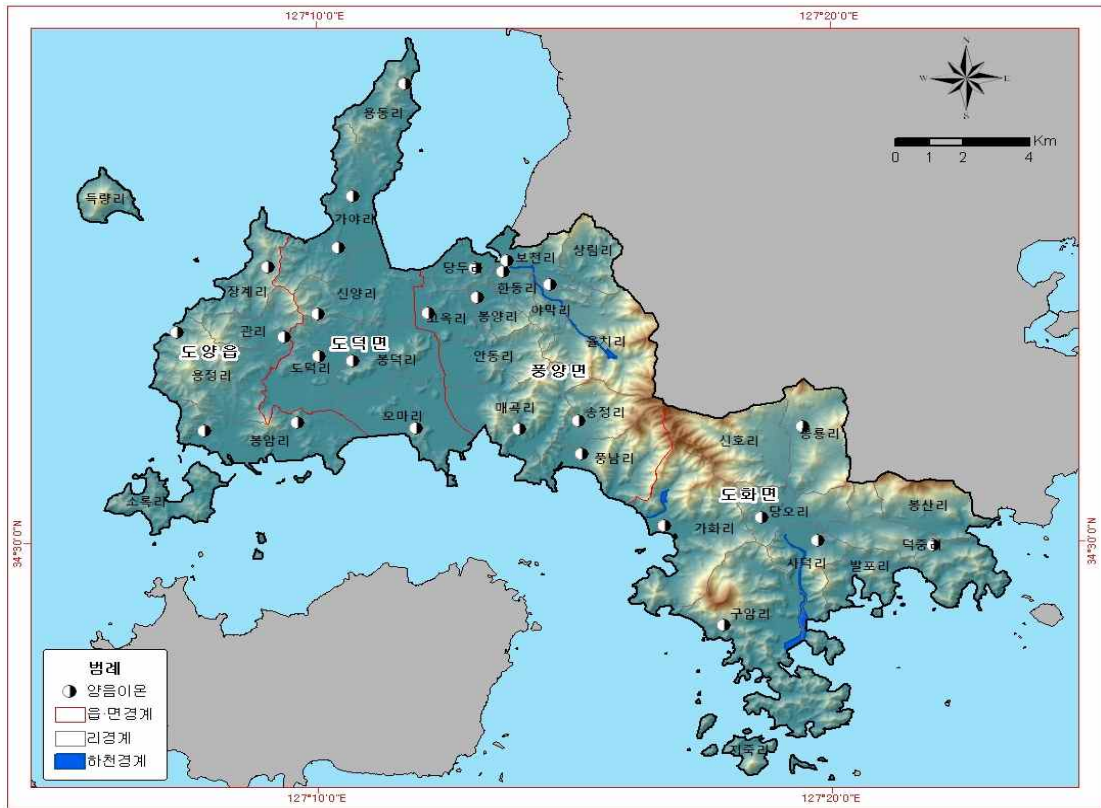 127°10'0"E
127°20'0"E
N
W
E
S
Km
0 1 2 4
용동리
득량리
가야리
상림리
보천리
당두리
한동리
장계리
신양리
야막리
고옥리
봉양리
율치리
관리
도양읍
도덕면
봉덕리
안동리
도덕리
풍양면
용정리
매곡리
송정리
모마리
봉암리
신호리
풍남리
도화면
봉산리
소록리
당오리
가화리
덕중리
사덕리
발포리
34°30'0"N
34°30'0"N
구암리
지죽리
범례
양음이온
읍·면경계
리경계
하천경계
127°10'0"E
127°20'0"E